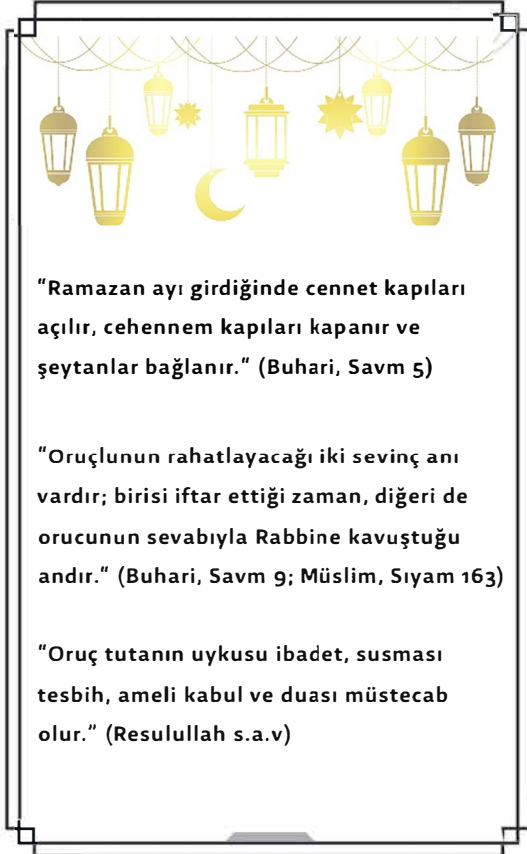 "Ramazan ayı girdiğinde cennet kapıları
açılır, cehennem kapıları kapanır ve
şeytanlar bağlanır." (Buhari, Savm 5)
"Oruçlunun rahatlayacağı iki sevinç anı
vardır; birisi iftar ettiği zaman, diğeri de
orucunun sevabıyla Rabbine kavuştuğu
andır." (Buhari, Savm 9; Müslim, Sıyam 163)
"Oruç tutanın uykusu ibadet, susması
tesbih, ameli kabul ve duası müstecab
olur." (Resulullah s.a.v)